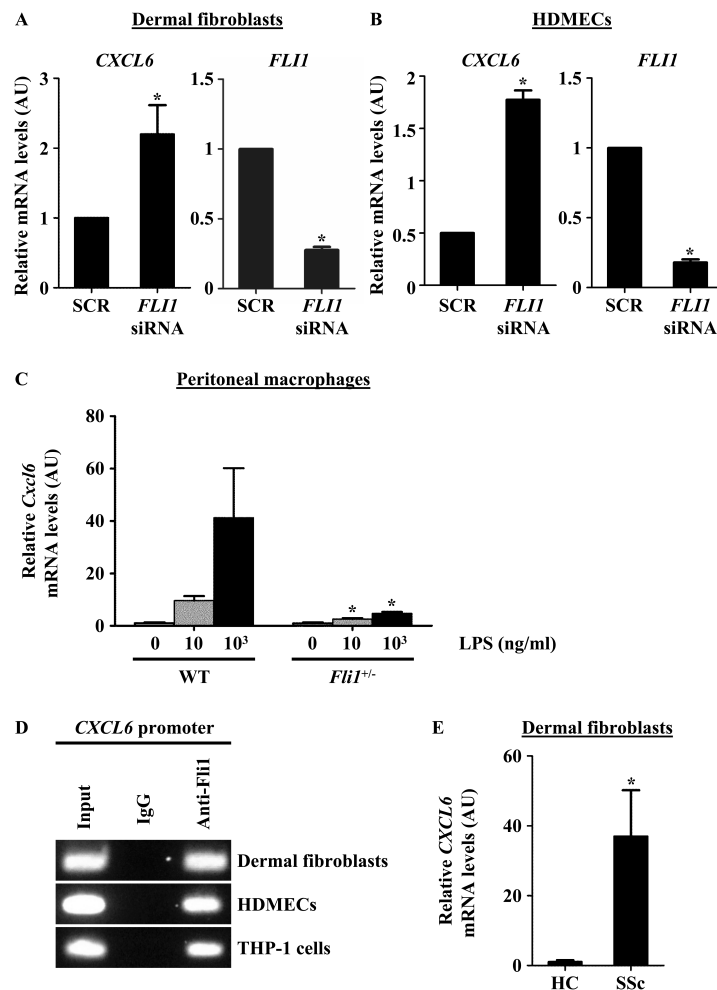 A Dermal fibroblasts
CXCL6 FLI1
Relative mRNA levels (AU)
3
2
1
0
*
SCR FLI1
siRNA
1.5
1
0.5
0
*
SCR FLI1
siRNA
B HDMECs
CXCL6 FLI1
Relative mRNA levels (AU)
2
1.5
1
0.5
0
*
SCR FLI1
siRNA
1.5
1
0.5
0
*
SCR FLI1
siRNA
C Peritoneal macrophages
Relative Cxcl6
mRNA levels (AU)
80
60
40
20
0
* *
0 10 10³ 0 10 10³ LPS (ng/ml)
WT Fli1+/-
D CXCL6 promoter
Input IgG Anti-Fli1
Dermal fibroblasts
HDMECs
THP-1 cells
E Dermal fibroblasts
Relative CXCL6
mRNA levels (AU)
60
40
20
0
*
HC SSc